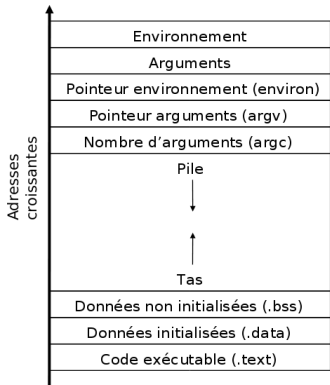 Environnement
Arguments
Pointeur environnement (environ)
Pointeur arguments (argv)
Nombre d'arguments (argc)
Pile
Tas
Données non initialisées (.bss)
Données initialisées (.data)
Code exécutable (.text)
Adresses
croissantes